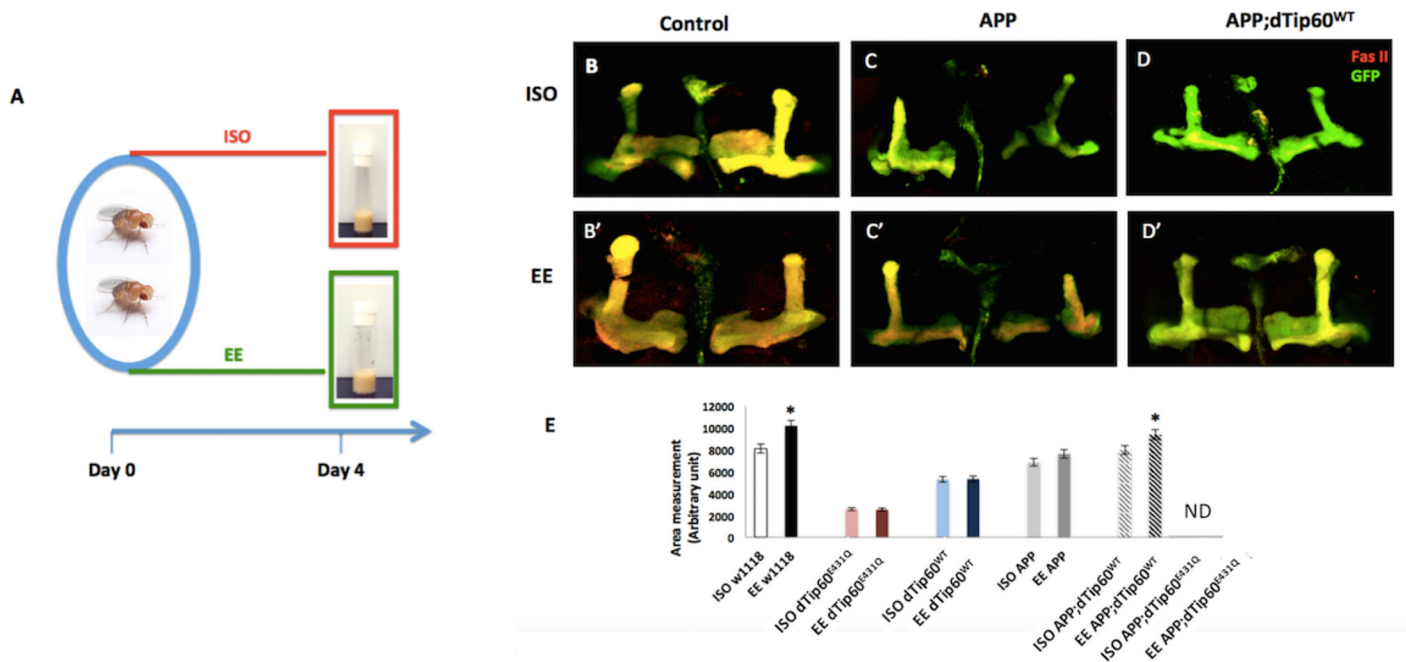 Control
APP
APP;dTip60WT
A
ISO
EE
Day 0
Day 4
ISO
B
C
D
Fas II
GFP
EE
B’
C’
D’
E
Area measurement
(Arbitrary unit)
12000
10000
8000
6000
4000
2000
0
*
*
ND
ISO w1118
EE w1118
ISO dTip60E431Q
EE dTip60E431Q
ISO dTip60WT
EE dTip60WT
ISO APP
EE APP
ISO APP;dTip60WT
EE APP;dTip60WT
ISO APP;dTip60E431Q
EE APP;dTip60E431Q